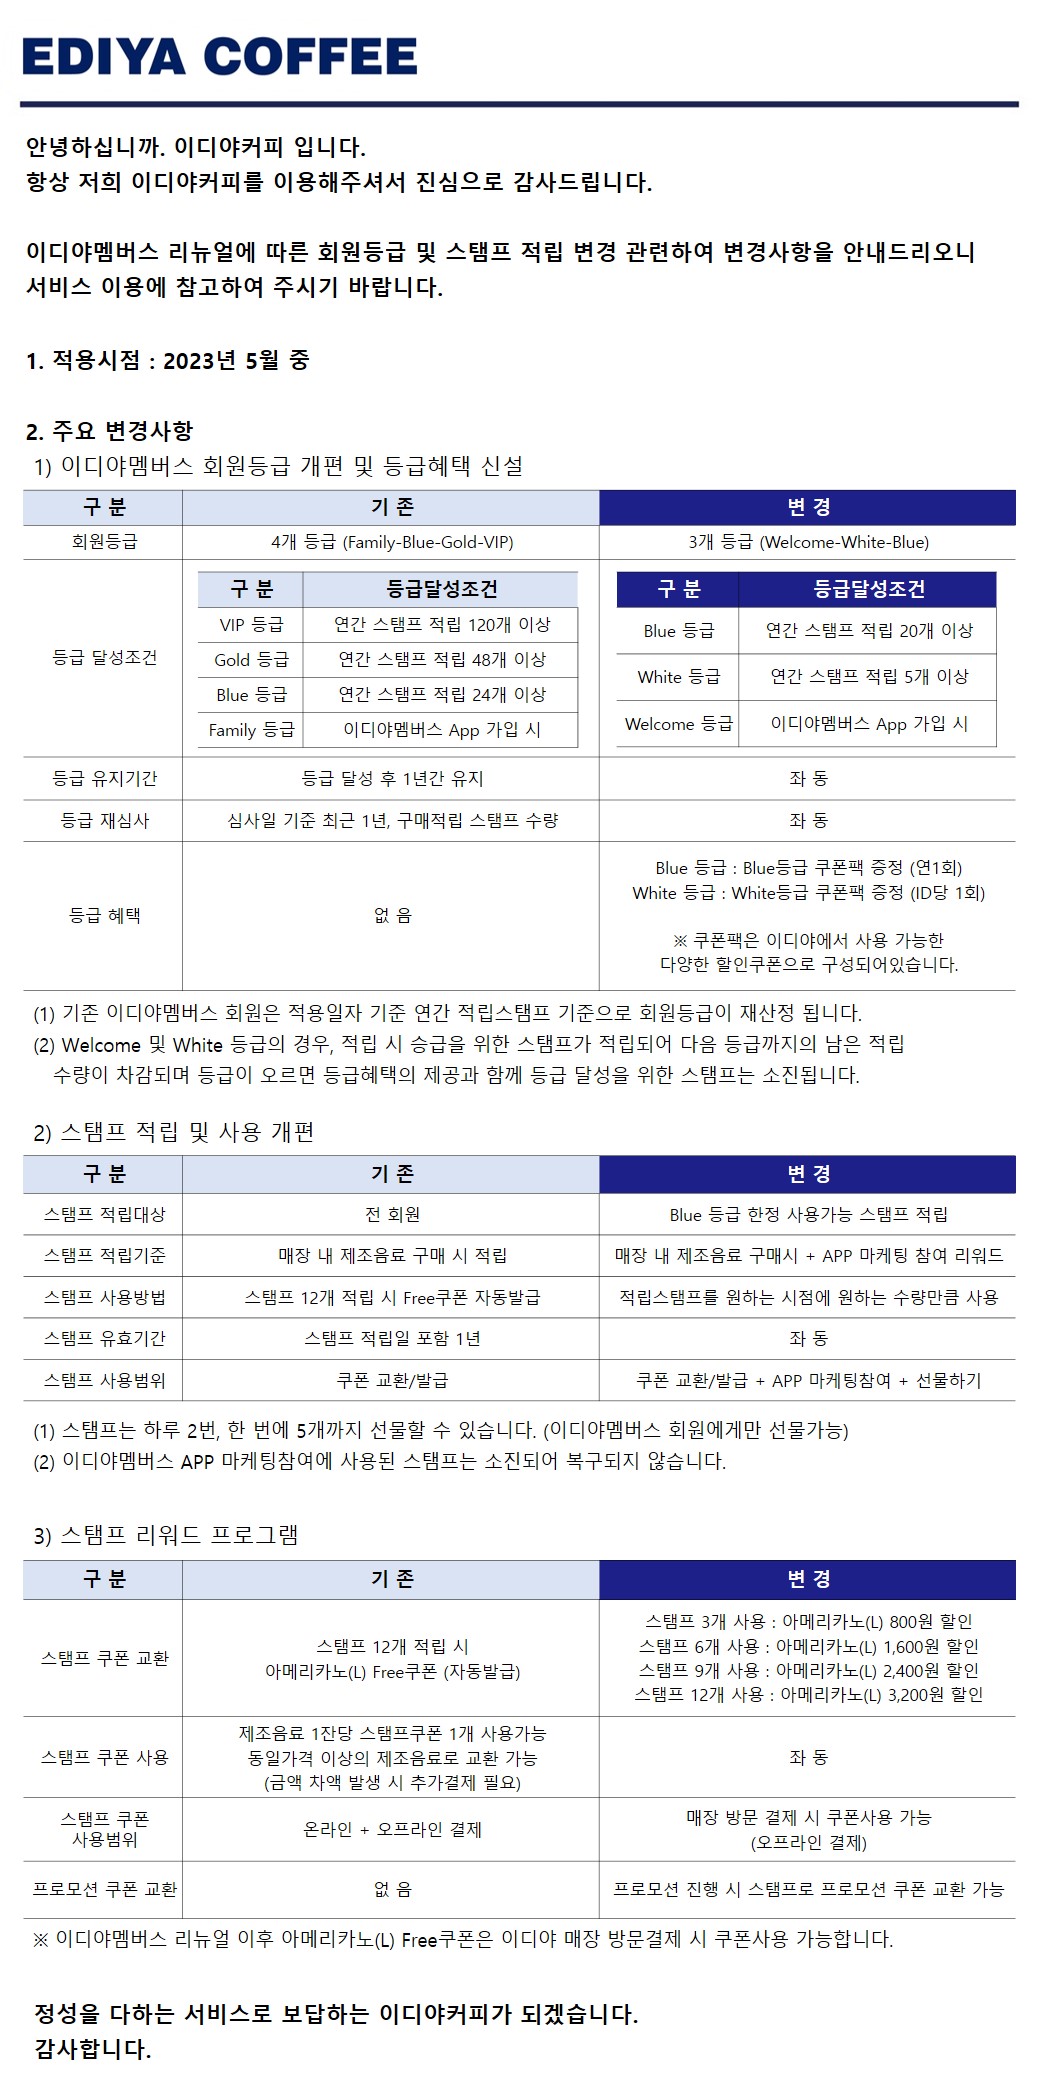 EDIYA COFFEE
안녕하십니까. 이디야커피 입니다.
항상 저희 이디야커피를 이용해주셔서 진심으로 감사드립니다.
이디야멤버스 리뉴얼에 따른 회원등급 및 스탬프 적립 변경 관련하여 변경사항을 안내드리오니
서비스 이용에 참고하여 주시기 바랍니다.
1. 적용시점 : 2023년 5월 중
2. 주요 변경사항
1) 이디야멤버스 회원등급 개편 및 등급혜택 신설
구 분 기 존 변 경
회원등급 4개 등급 (Family-Blue-Gold-VIP) 3개 등급 (Welcome-White-Blue)
등급 달성조건
구 분 등급달성조건
VIP 등급 연간 스탬프 적립 120개 이상
Gold 등급 연간 스탬프 적립 48개 이상
Blue 등급 연간 스탬프 적립 24개 이상
Family 등급 이디야멤버스 App 가입 시
구 분 등급달성조건
Blue 등급 연간 스탬프 적립 20개 이상
White 등급 연간 스탬프 적립 5개 이상
Welcome 등급 이디야멤버스 App 가입 시
등급 유지기간 등급 달성 후 1년간 유지 좌 동
등급 재심사 심사일 기준 최근 1년, 구매적립 스탬프 수량 좌 동
등급 혜택 없 음
Blue 등급 : Blue등급 쿠폰팩 증정 (연1회)
White 등급 : White등급 쿠폰팩 증정 (ID당 1회)
※ 쿠폰팩은 이디야에서 사용 가능한
다양한 할인쿠폰으로 구성되어있습니다.
(1) 기존 이디야멤버스 회원은 적용일자 기준 연간 적립스탬프 기준으로 회원등급이 재산정 됩니다.
(2) Welcome 및 White 등급의 경우, 적립 시 승급을 위한 스탬프가 적립되어 다음 등급까지의 남은 적립
수량이 차감되며 등급이 오르면 등급혜택의 제공과 함께 등급 달성을 위한 스탬프는 소진됩니다.
2) 스탬프 적립 및 사용 개편
구 분 기 존 변 경
스탬프 적립대상 전 회원 Blue 등급 한정 사용가능 스탬프 적립
스탬프 적립기준 매장 내 제조음료 구매 시 적립 매장 내 제조음료 구매시 + APP 마케팅 참여 리워드
스탬프 사용방법 스탬프 12개 적립 시 Free쿠폰 자동발급 적립스탬프를 원하는 시점에 원하는 수량만큼 사용
스탬프 유효기간 스탬프 적립일 포함 1년 좌 동
스탬프 사용범위 쿠폰 교환/발급 쿠폰 교환/발급 + APP 마케팅참여 + 선물하기
(1) 스탬프는 하루 2번, 한 번에 5개까지 선물할 수 있습니다. (이디야멤버스 회원에게만 선물가능)
(2) 이디야멤버스 APP 마케팅참여에 사용된 스탬프는 소진되어 복구되지 않습니다.
3) 스탬프 리워드 프로그램
구 분 기 존 변 경
스탬프 쿠폰 교환
스탬프 12개 적립 시
아메리카노(L) Free쿠폰 (자동발급)
스탬프 3개 사용 : 아메리카노(L) 800원 할인
스탬프 6개 사용 : 아메리카노(L) 1,600원 할인
스탬프 9개 사용 : 아메리카노(L) 2,400원 할인
스탬프 12개 사용 : 아메리카노(L) 3,200원 할인
스탬프 쿠폰 사용
제조음료 1잔당 스탬프쿠폰 1개 사용가능
동일가격 이상의 제조음료로 교환 가능
(금액 차액 발생 시 추가결제 필요)
좌 동
스탬프 쿠폰
사용범위
온라인 + 오프라인 결제
매장 방문 결제 시 쿠폰사용 가능
(오프라인 결제)
프로모션 쿠폰 교환 없 음 프로모션 진행 시 스탬프로 프로모션 쿠폰 교환 가능
※ 이디야멤버스 리뉴얼 이후 아메리카노(L) Free쿠폰은 이디야 매장 방문결제 시 쿠폰사용 가능합니다.
정성을 다하는 서비스로 보답하는 이디야커피가 되겠습니다.
감사합니다.